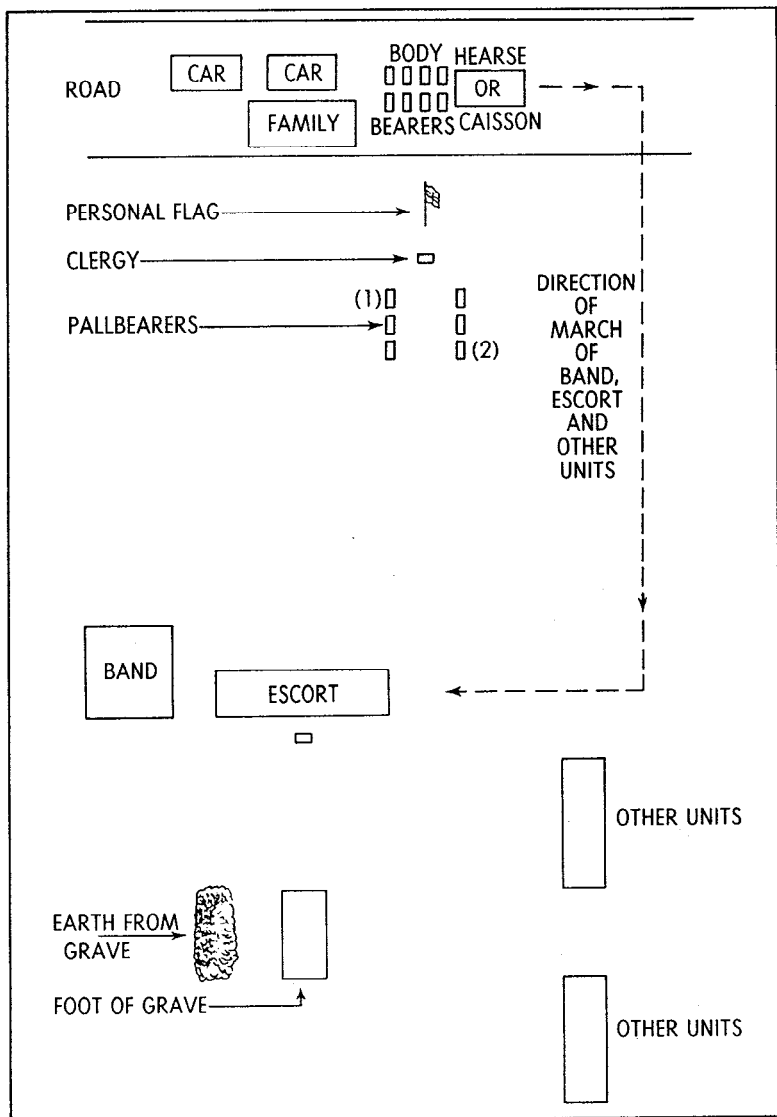 ROAD
CAR
CAR
FAMILY
BODY
BEARERS
HEARSE
OR
CAISSON
PERSONAL FLAG
CLERGY
(1)
PALLBEARERS
(2)
DIRECTION
OF
MARCH
OF
BAND,
ESCORT
AND
OTHER
UNITS
BAND
ESCORT
OTHER UNITS
EARTH FROM
GRAVE
FOOT OF GRAVE
OTHER UNITS